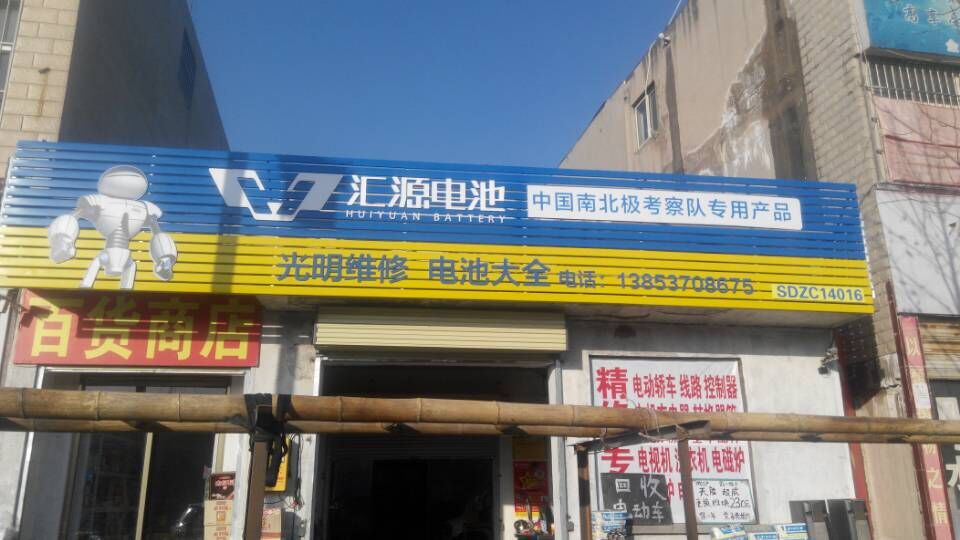 汇源电池
HUIYUAN BATTERY
中国南北极考察队专用产品
光明维修 电池大全 电话：13853708675
SDZC14016
百货商店
精
电动轿车 线路 控制器
专
电视机 洗衣机 电磁炉
回收
电动车